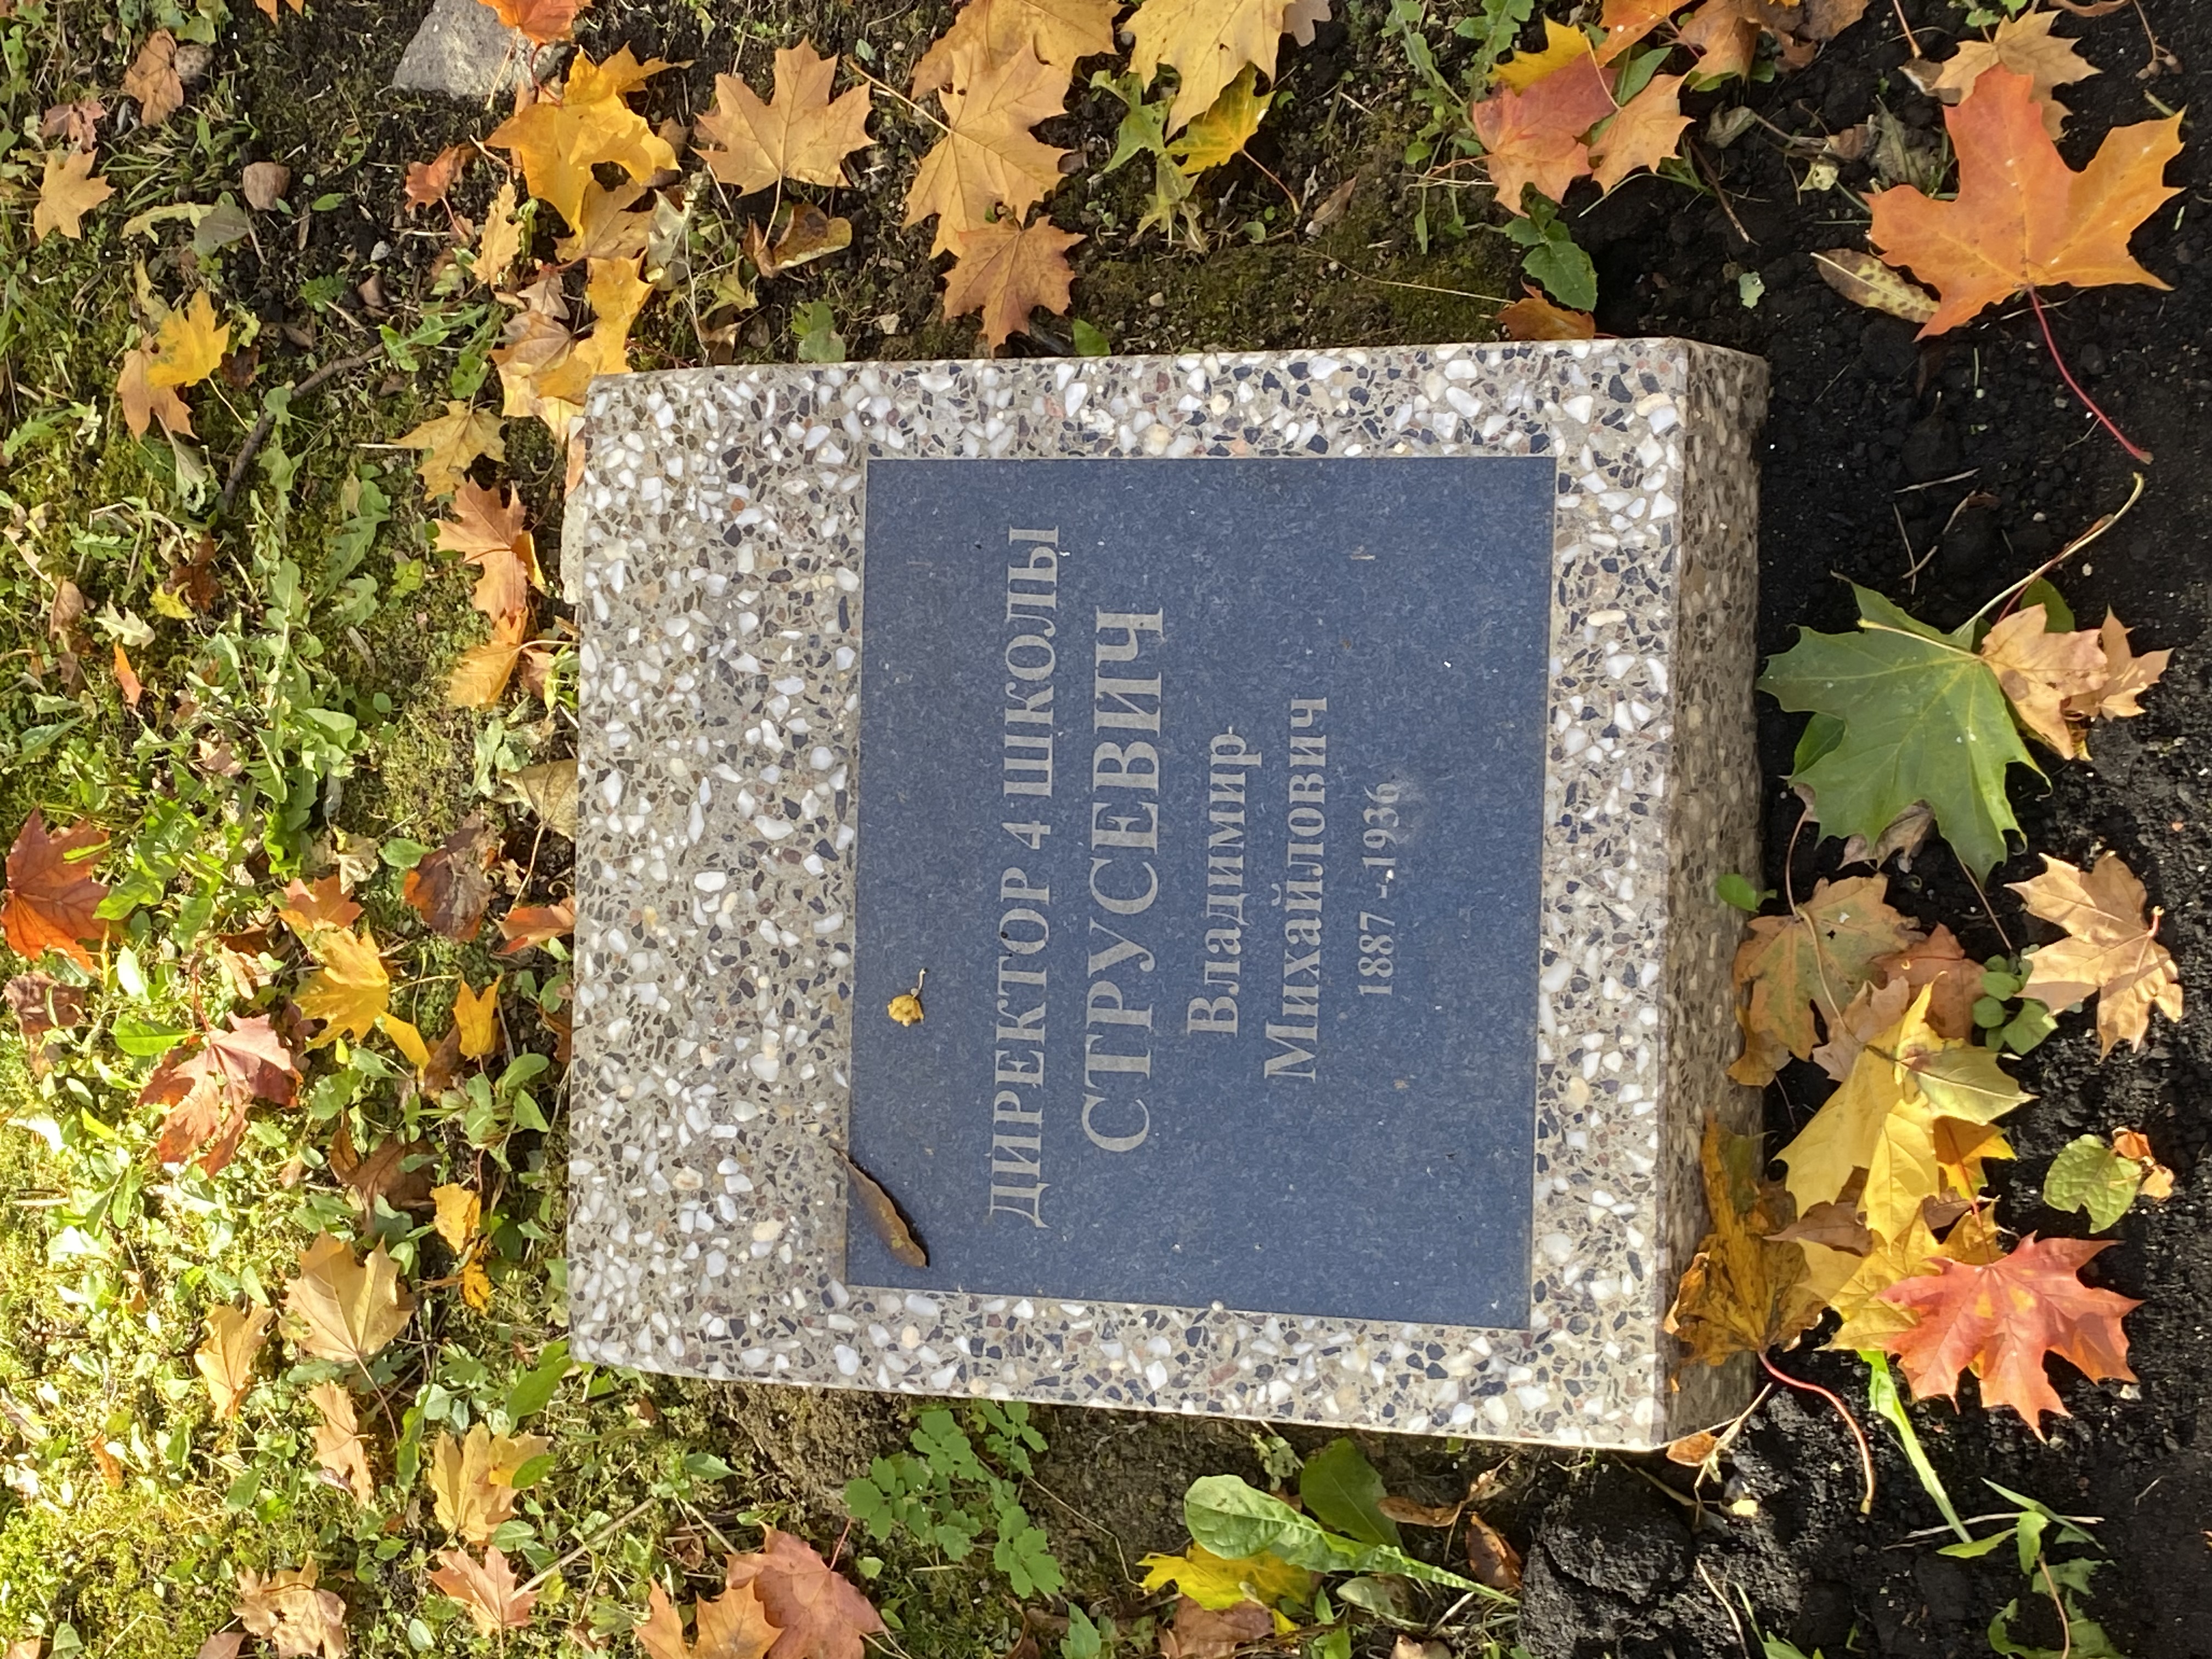 ДИРЕКТОР 4 ШКОЛЫ
СТРУСЕВИЧ
Владимир
Михайлович
1887 - 1936